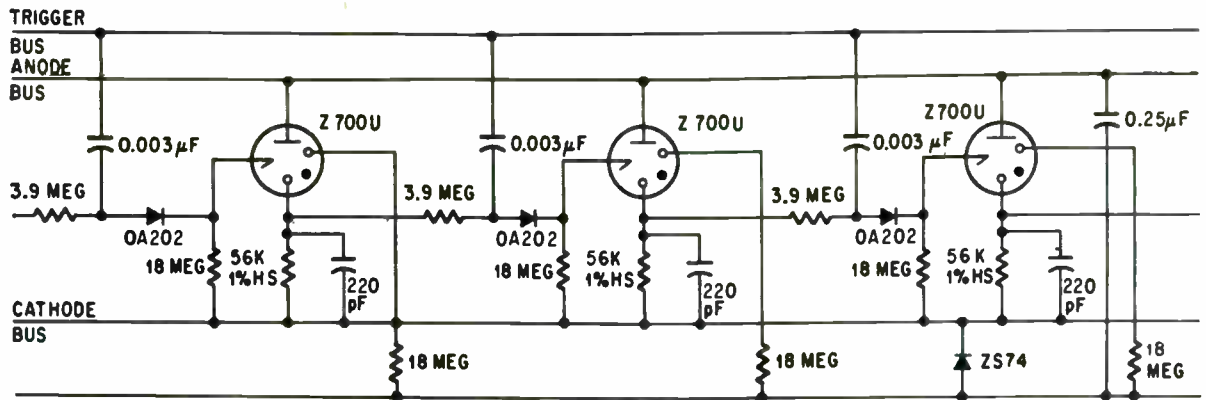 TRIGGER
BUS
ANODE
BUS
Z 700U
Z 700U
Z 700U
0.25µF
0.003µF
0.003µF
0.003µF
3.9 MEG
3.9 MEG
3.9 MEG
OA202
OA202
OA202
18 MEG
56K
1%HS
220
pF
18 MEG
56K
1%HS
220
pF
18 MEG
56K
1%HS
220
pF
CATHODE
BUS
18 MEG
18 MEG
ZS74
18
MEG